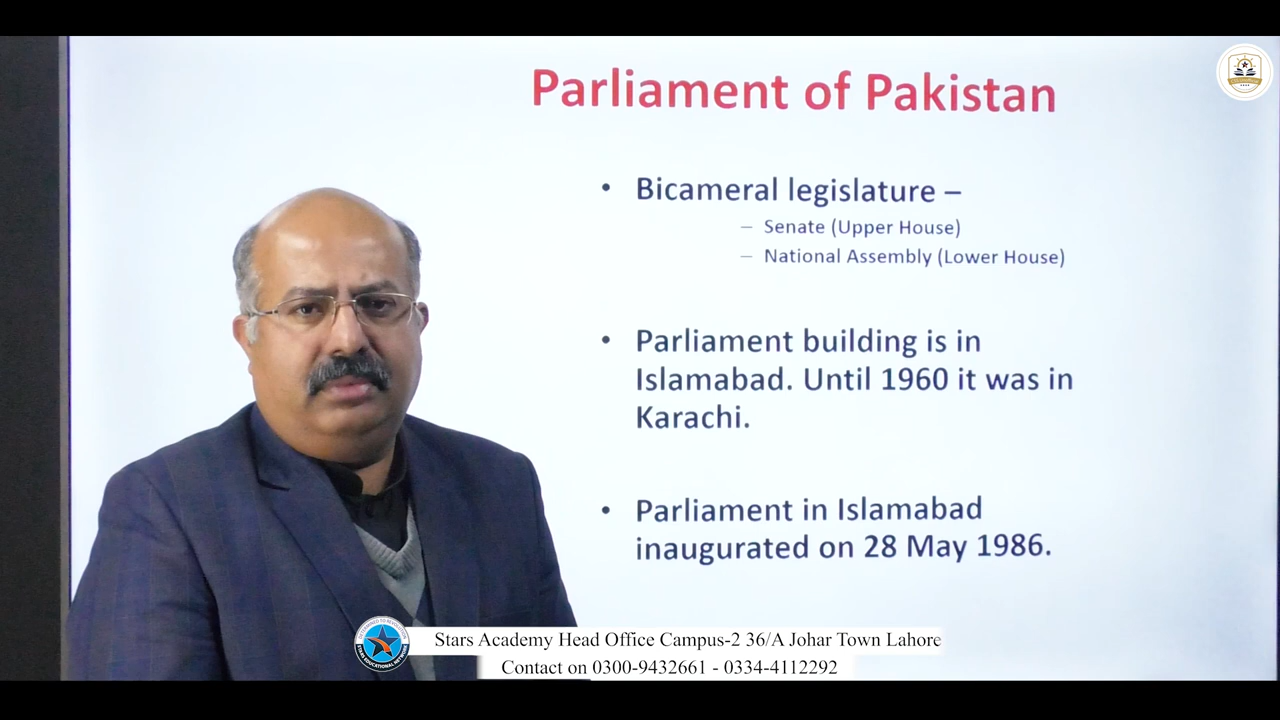 Parliament of Pakistan
• Bicameral legislature –
– Senate (Upper House)
– National Assembly (Lower House)
• Parliament building is in
Islamabad. Until 1960 it was in
Karachi.
• Parliament in Islamabad
inaugurated on 28 May 1986.
Stars Academy Head Office Campus-2 36/A Johar Town Lahore
Contact on 0300-9432661 - 0334-4112292